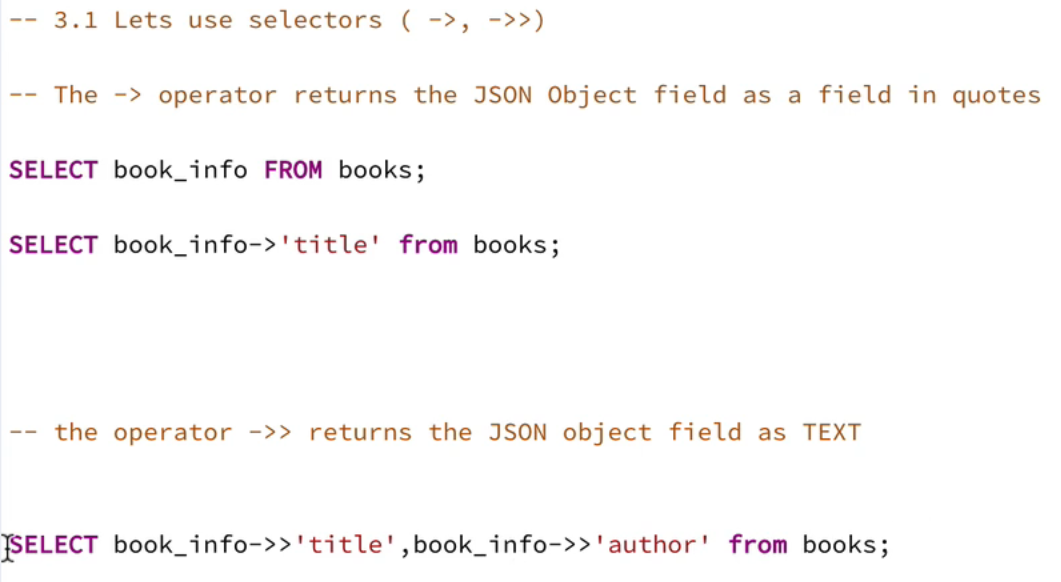 -- 3.1 Lets use selectors ( ->, ->>)
-- The -> operator returns the JSON Object field as a field in quotes
SELECT book_info FROM books;
SELECT book_info->'title' from books;
-- the operator ->> returns the JSON object field as TEXT
SELECT book_info->>'title',book_info->>'author' from books;